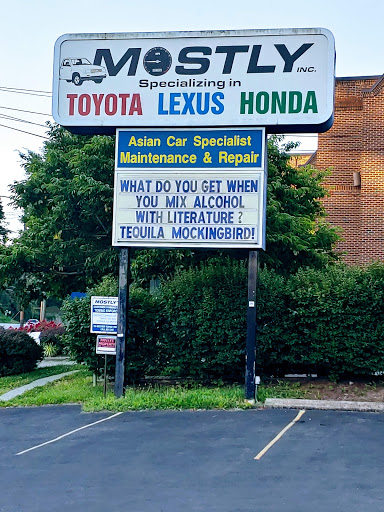 MOSTLY INC.
Specializing in
TOYOTA LEXUS HONDA
Asian Car Specialist
Maintenance & Repair
WHAT DO YOU GET WHEN
YOU MIX ALCOHOL
WITH LITERATURE ?
TEQUILA MOCKINGBIRD!
MOSTLY